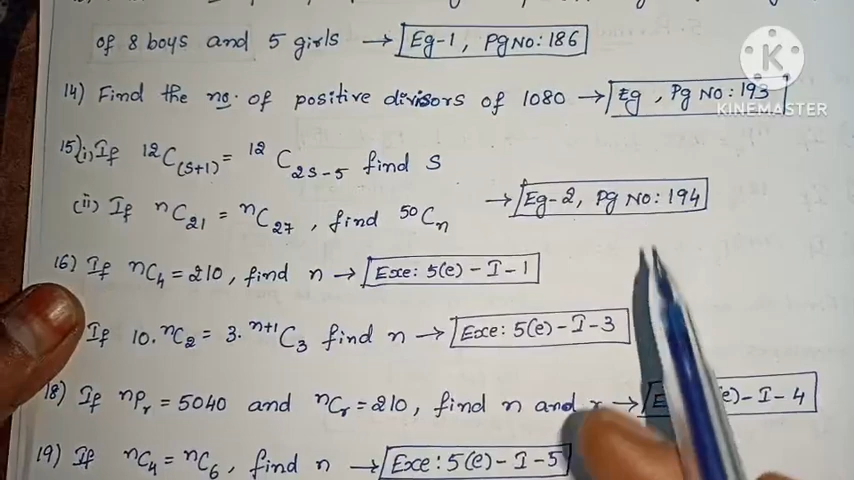 of 8 boys and 5 girls → Eg-1, Pg No: 186
14) Find the no. of positive divisors of 1080 → Eg, Pg No: 193
15) (i) If ¹²C₍ₛ₊₁₎ = ¹²C₂ₛ₋₅ find S
(ii) If ⁿC₂₁ = ⁿC₂₇, find ⁵⁰Cₙ → Eg-2, Pg No: 194
16) If ⁿC₄ = 210, find n → Exe: 5(e)-I-1
If 10.ⁿC₂ = 3.ⁿ⁺¹C₃ find n → Exe: 5(e)-I-3
18) If ⁿPᵣ = 5040 and ⁿCᵣ = 210, find n and r → E (e)-I-4
19) If ⁿC₄ = ⁿC₆, find n → Exe: 5(e)-I-5
K
KINEMASTER